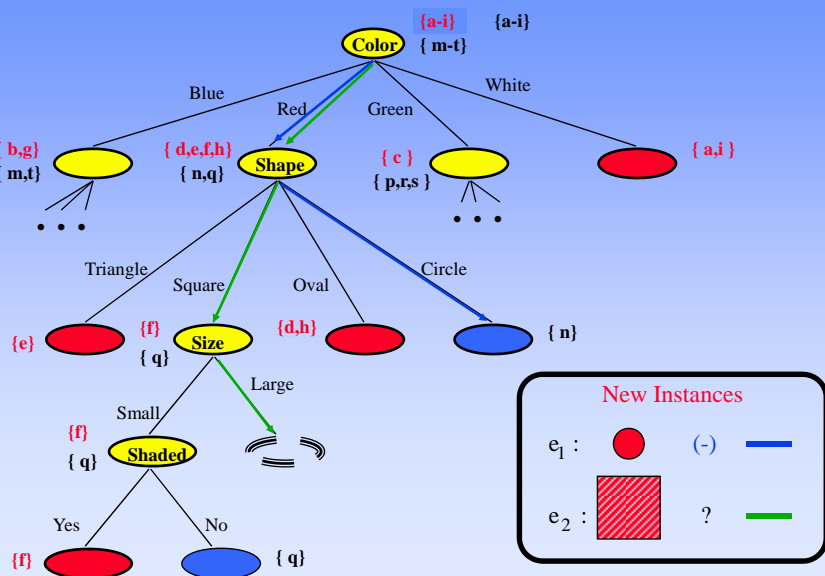 {a-i} {a-i}
Color { m-t}
Blue Red Green White
{ b,g} { d,e,f,h} { c } { a,i }
{ m,t} Shape { n,q} { p,r,s }
• • • • • •
Triangle Square Oval Circle
{e} {f} {d,h} { n}
Size { q}
Small Large
{f}
{ q} Shaded
Yes No
{f} { q}
New Instances
e1 : (-)
e2 : ?